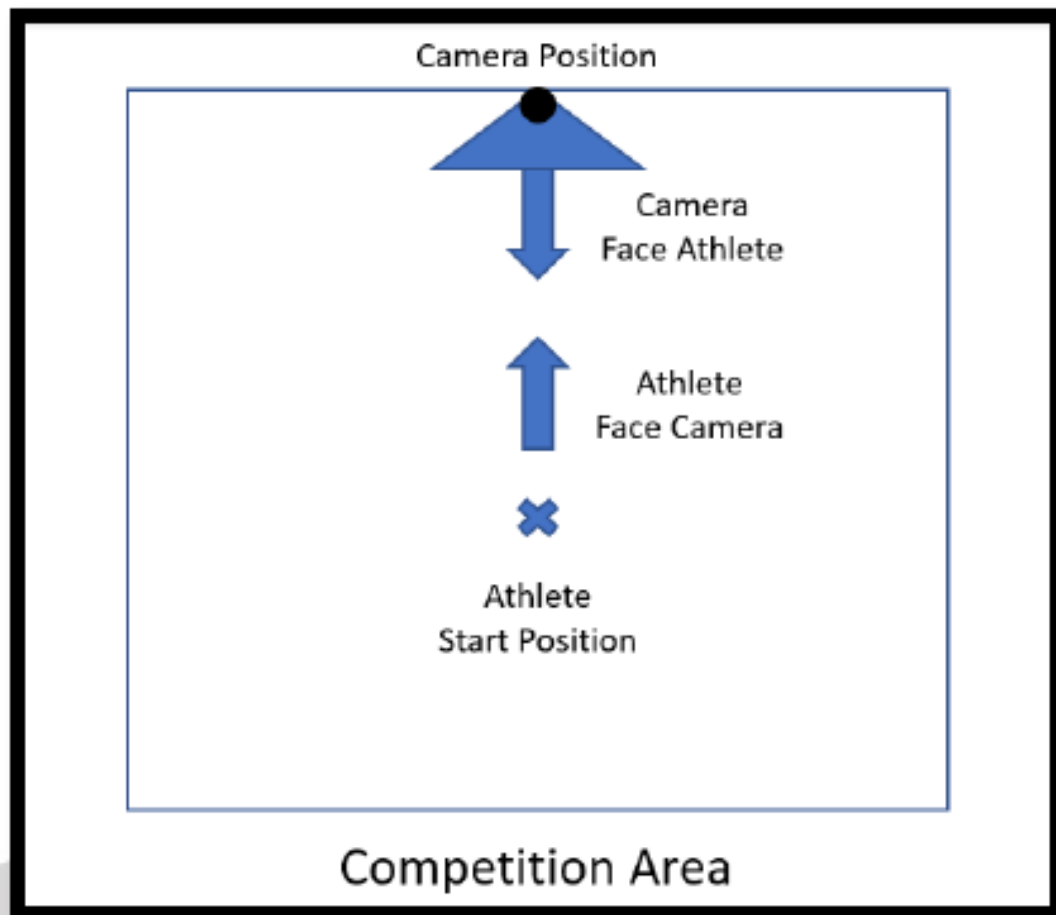 Camera Position
Camera
Face Athlete
Athlete
Face Camera
Athlete
Start Position
Competition Area